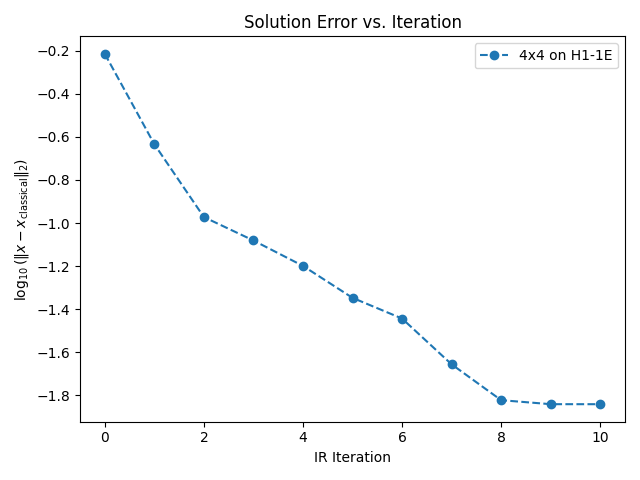 Solution Error vs. Iteration
4x4 on H1-1E
log₁₀(‖x − x_classical‖₂)
−0.2
−0.4
−0.6
−0.8
−1.0
−1.2
−1.4
−1.6
−1.8
0 2 4 6 8 10
IR Iteration